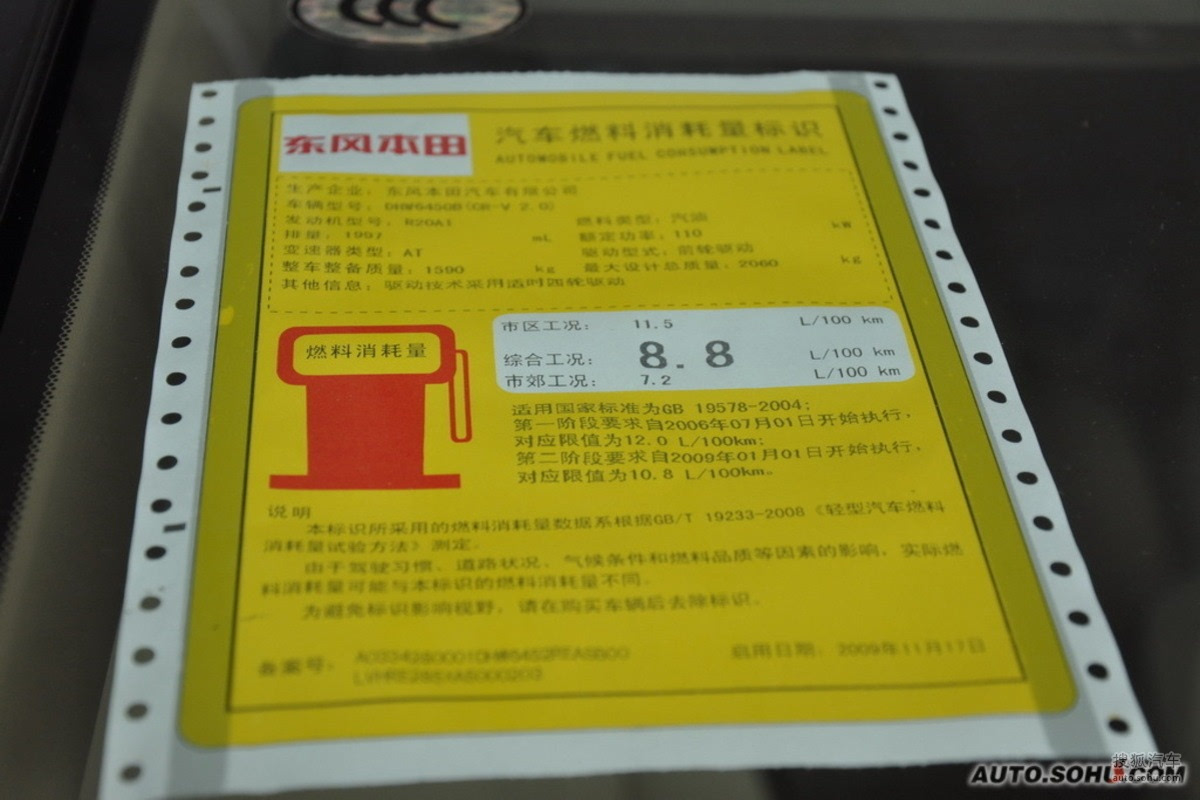 CCC
东风本田
汽车燃料消耗量标识
AUTOMOBILE FUEL CONSUMPTION LABEL
生产企业: 东风本田汽车有限公司
车辆型号: (CR-V 2.0)
发动机型号: R20A1 燃料类型: 汽油
排量: 1997 mL 额定功率: 110 kW
变速器类型: AT 驱动型式: 前轮驱动
整车整备质量: 1590 kg 最大设计总质量: 2060 kg
其他信息: 驱动技术采用适时四轮驱动
燃料消耗量
市区工况: 11.5 L/100 km
综合工况: 8.8 L/100 km
市郊工况: 7.2 L/100 km
适用国家标准为GB 19578-2004;
第一阶段要求自2006年07月01日开始执行,
对应限值为12.0 L/100km;
第二阶段要求自2009年01月01日开始执行,
对应限值为10.8 L/100km。
说明
本标识所采用的燃料消耗量数据系根据GB/T 19233-2008《轻型汽车燃料
消耗量试验方法》测定。
由于驾驶习惯、道路状况、气候条件和燃料品质等因素的影响,实际燃
料消耗量可能与本标识的燃料消耗量不同。
为避免标识影响视野,请在购买车辆后去除标识。
备案号: 启用日期: 2009年11月17日
搜狐汽车
auto.sohu.com
AUTO.SOHU.COM